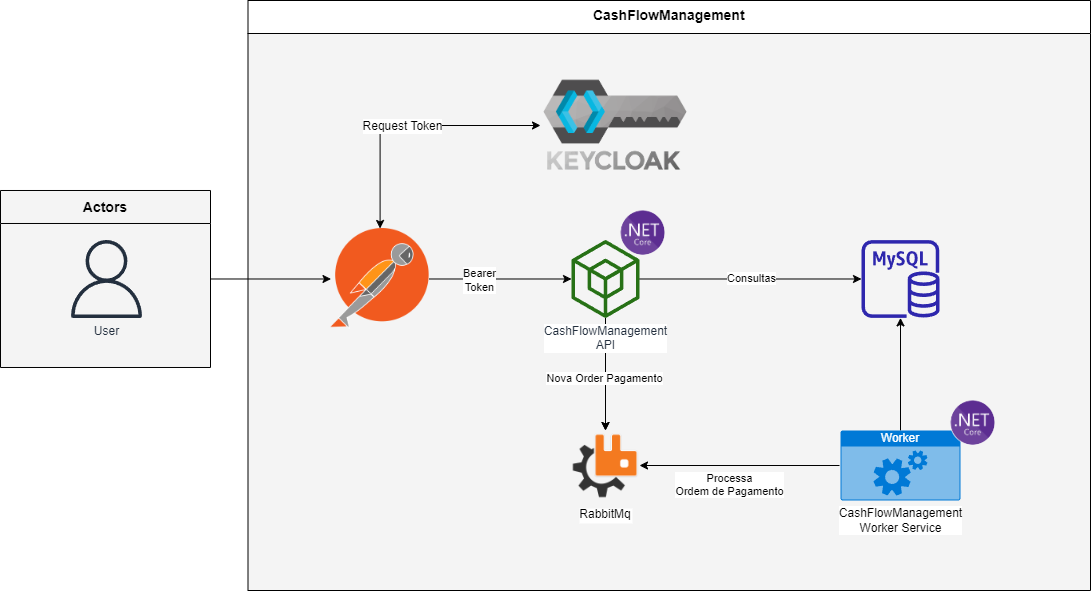 CashFlowManagement
Request Token
KEYCLOAK
Actors
User
Bearer
Token
.NET
Core
CashFlowManagement
API
Consultas
MySQL
Nova Order Pagamento
RabbitMq
Processa
Ordem de Pagamento
.NET
Core
Worker
CashFlowManagement
Worker Service